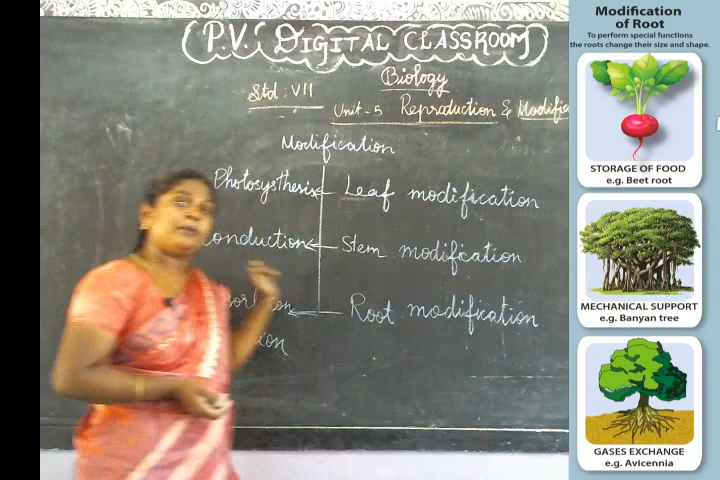 P.V. DIGITAL CLASSROOM
Biology
Std : VII
Unit - 5 Reproduction & Modifica
Modification
Photosysthesis Leaf modification
Conduction Stem modification
Root modification
Modification
of Root
To perform special functions
the roots change their size and shape.
STORAGE OF FOOD
e.g. Beet root
MECHANICAL SUPPORT
e.g. Banyan tree
GASES EXCHANGE
e.g. Avicennia